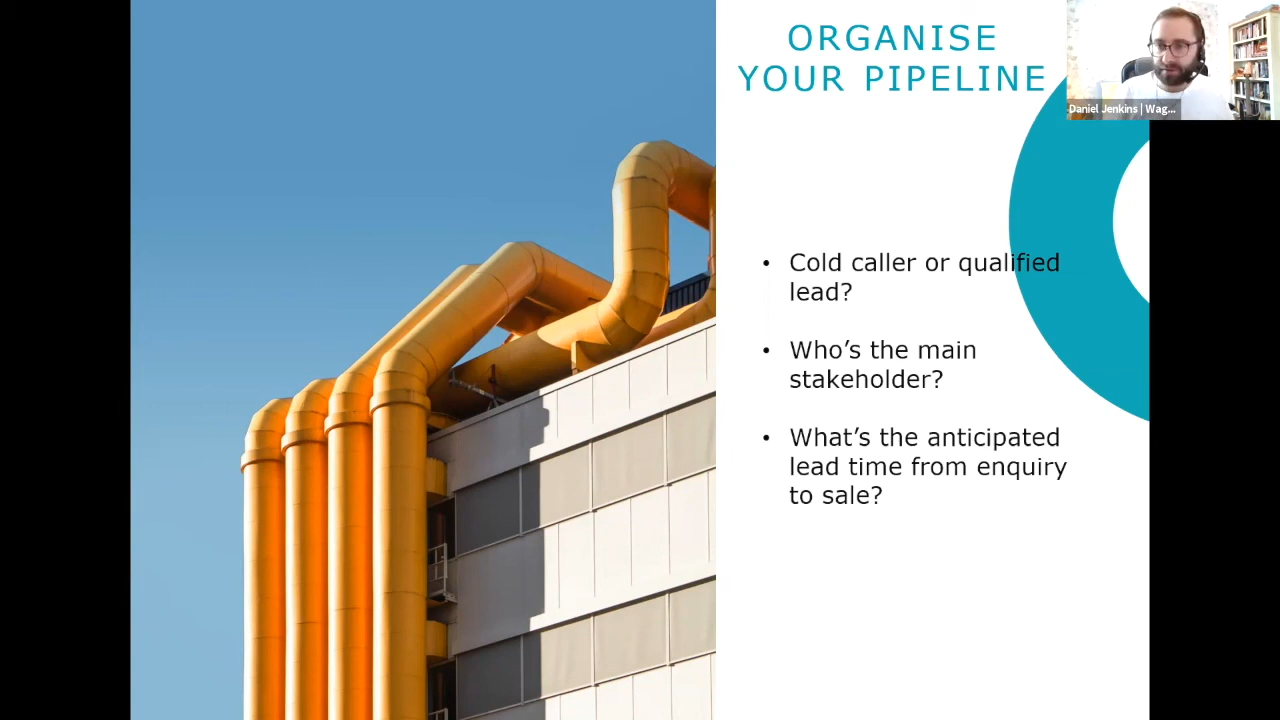 ORGANISE
YOUR PIPELINE
Daniel Jenkins | Wag...
• Cold caller or qualified
lead?
• Who’s the main
stakeholder?
• What’s the anticipated
lead time from enquiry
to sale?